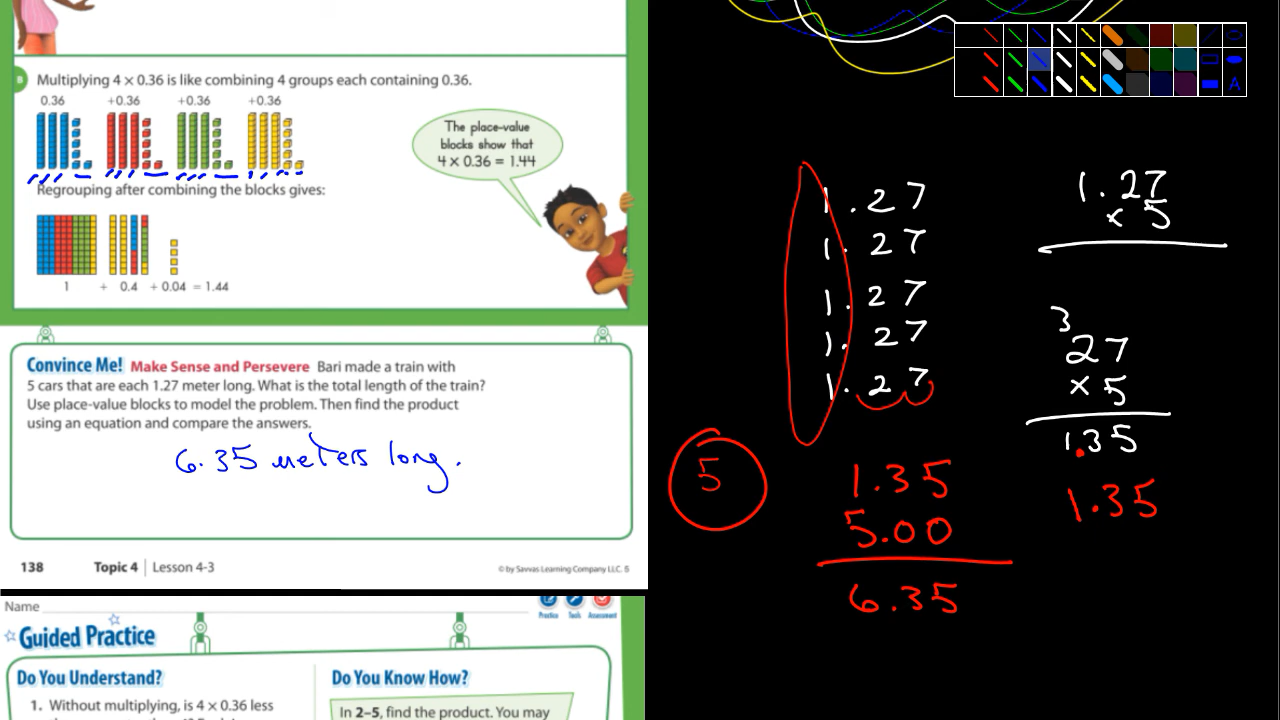 B Multiplying 4 × 0.36 is like combining 4 groups each containing 0.36.
0.36 +0.36 +0.36 +0.36
The place-value
blocks show that
4 × 0.36 = 1.44
Regrouping after combining the blocks gives:
1 + 0.4 + 0.04 = 1.44
Convince Me! Make Sense and Persevere Bari made a train with
5 cars that are each 1.27 meter long. What is the total length of the train?
Use place-value blocks to model the problem. Then find the product
using an equation and compare the answers.
6.35 meters long.
138 Topic 4 | Lesson 4-3 © by Savvas Learning Company LLC. 5
Name
Practice Tools Assessment
Guided Practice
Do You Understand?
1. Without multiplying, is 4 × 0.36 less
Do You Know How?
In 2–5, find the product. You may
A
1.27
1.27
1.27
1.27
1.27
5
1.35
5.00
6.35
1.27
× 5
3
27
× 5
1.35
1.35